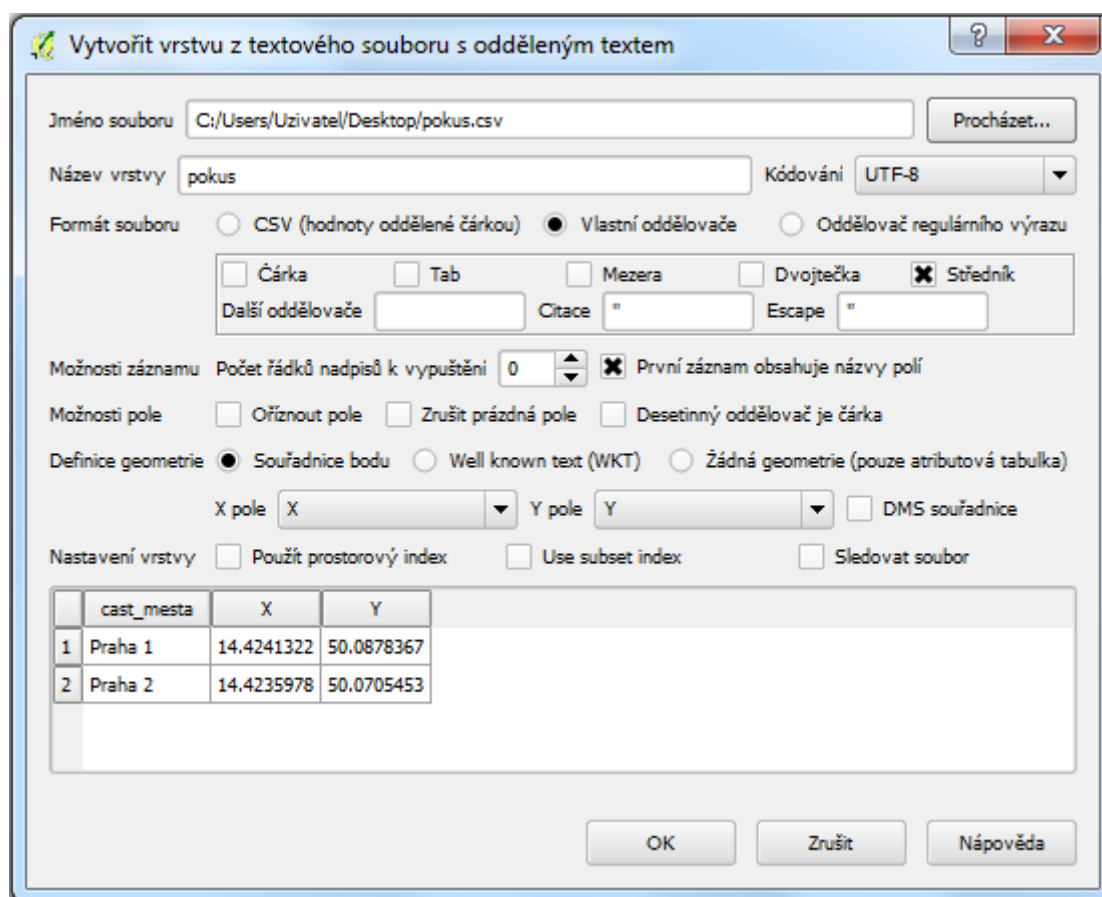 Vytvořit vrstvu z textového souboru s odděleným textem
Jméno souboru C:/Users/Uzivatel/Desktop/pokus.csv Procházet...
Název vrstvy pokus Kódování UTF-8
Formát souboru CSV (hodnoty oddělené čárkou) Vlastní oddělovače Oddělovač regulárního výrazu
Čárka Tab Mezera Dvojtečka Středník
Další oddělovače Citace " Escape "
Možnosti záznamu Počet řádků nadpisů k vypuštění 0 První záznam obsahuje názvy polí
Možnosti pole Oříznout pole Zrušit prázdná pole Desetinný oddělovač je čárka
Definice geometrie Souřadnice bodu Well known text (WKT) Žádná geometrie (pouze atributová tabulka)
X pole X Y pole Y DMS souřadnice
Nastavení vrstvy Použít prostorový index Use subset index Sledovat soubor
cast_mesta X Y
1 Praha 1 14.4241322 50.0878367
2 Praha 2 14.4235978 50.0705453
OK Zrušit Nápověda